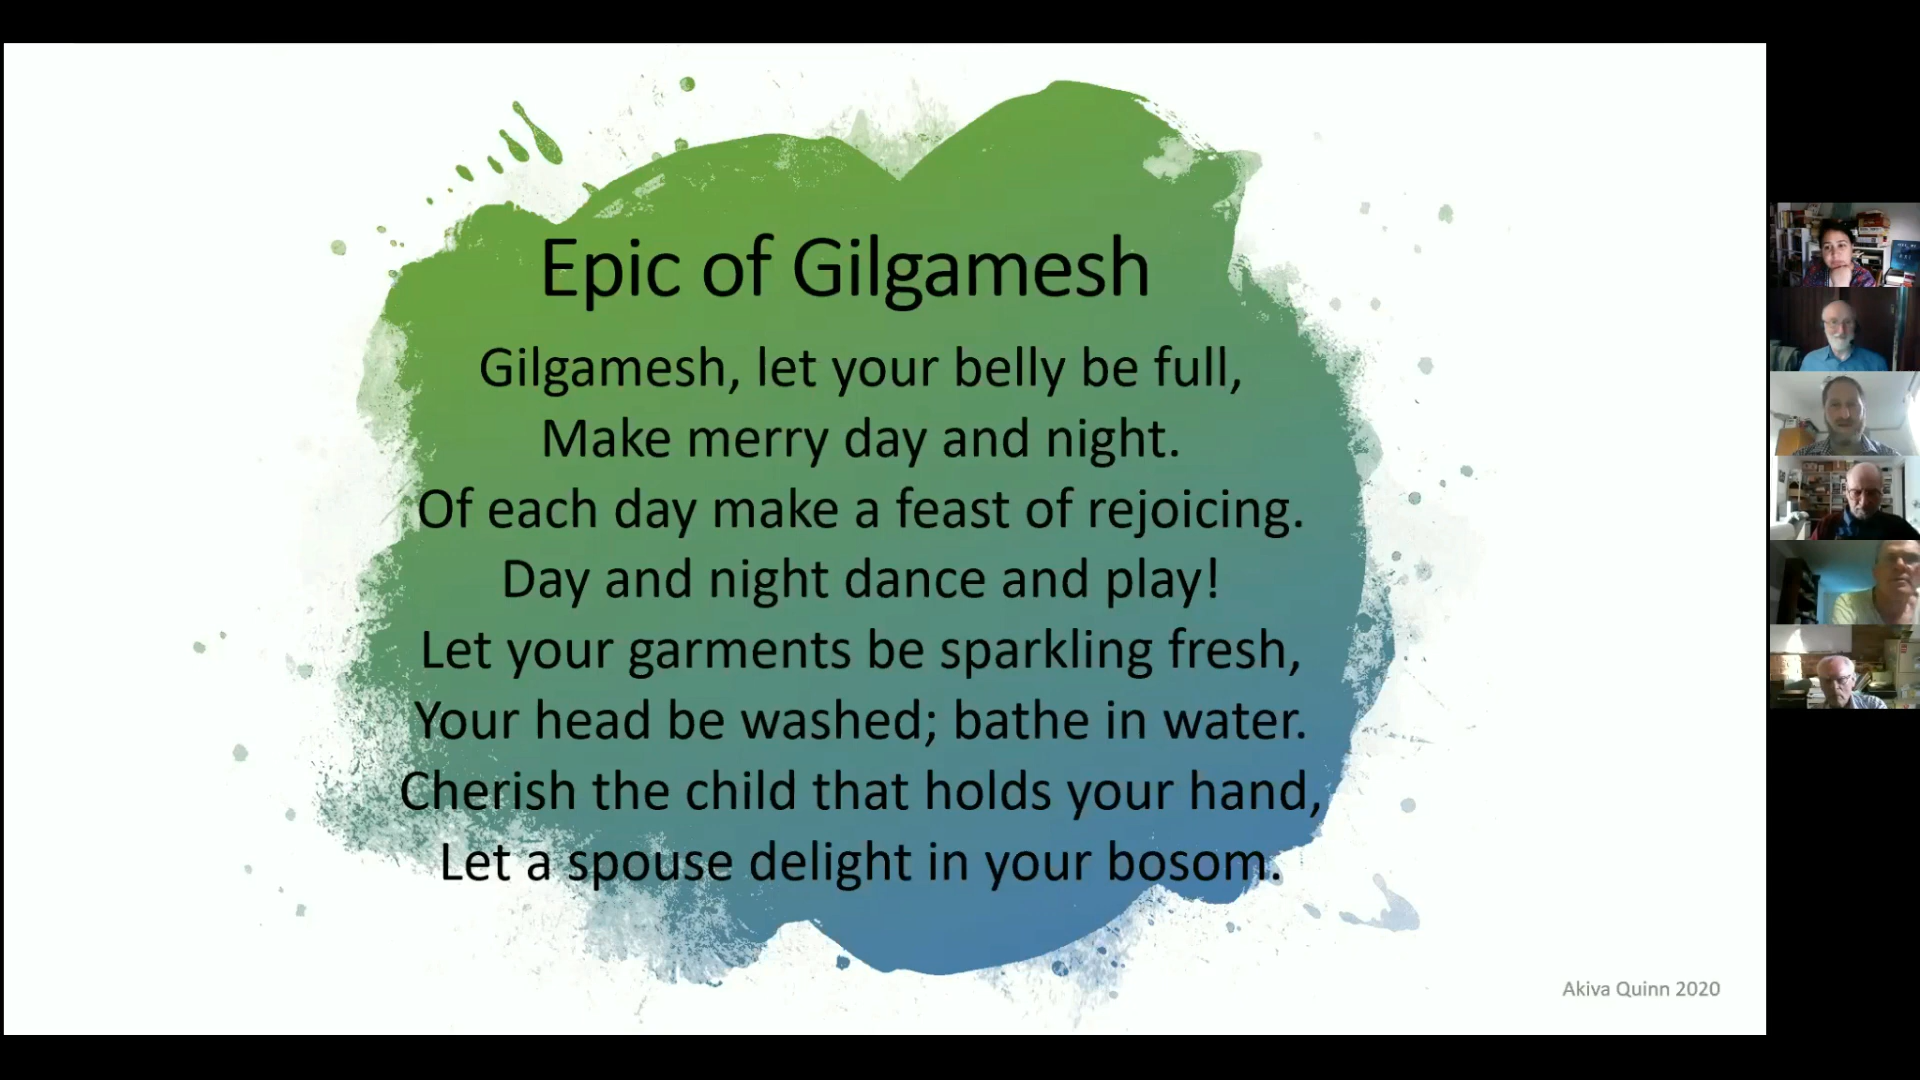 Epic of Gilgamesh
Gilgamesh, let your belly be full,
Make merry day and night.
Of each day make a feast of rejoicing.
Day and night dance and play!
Let your garments be sparkling fresh,
Your head be washed; bathe in water.
Cherish the child that holds your hand,
Let a spouse delight in your bosom.
Akiva Quinn 2020